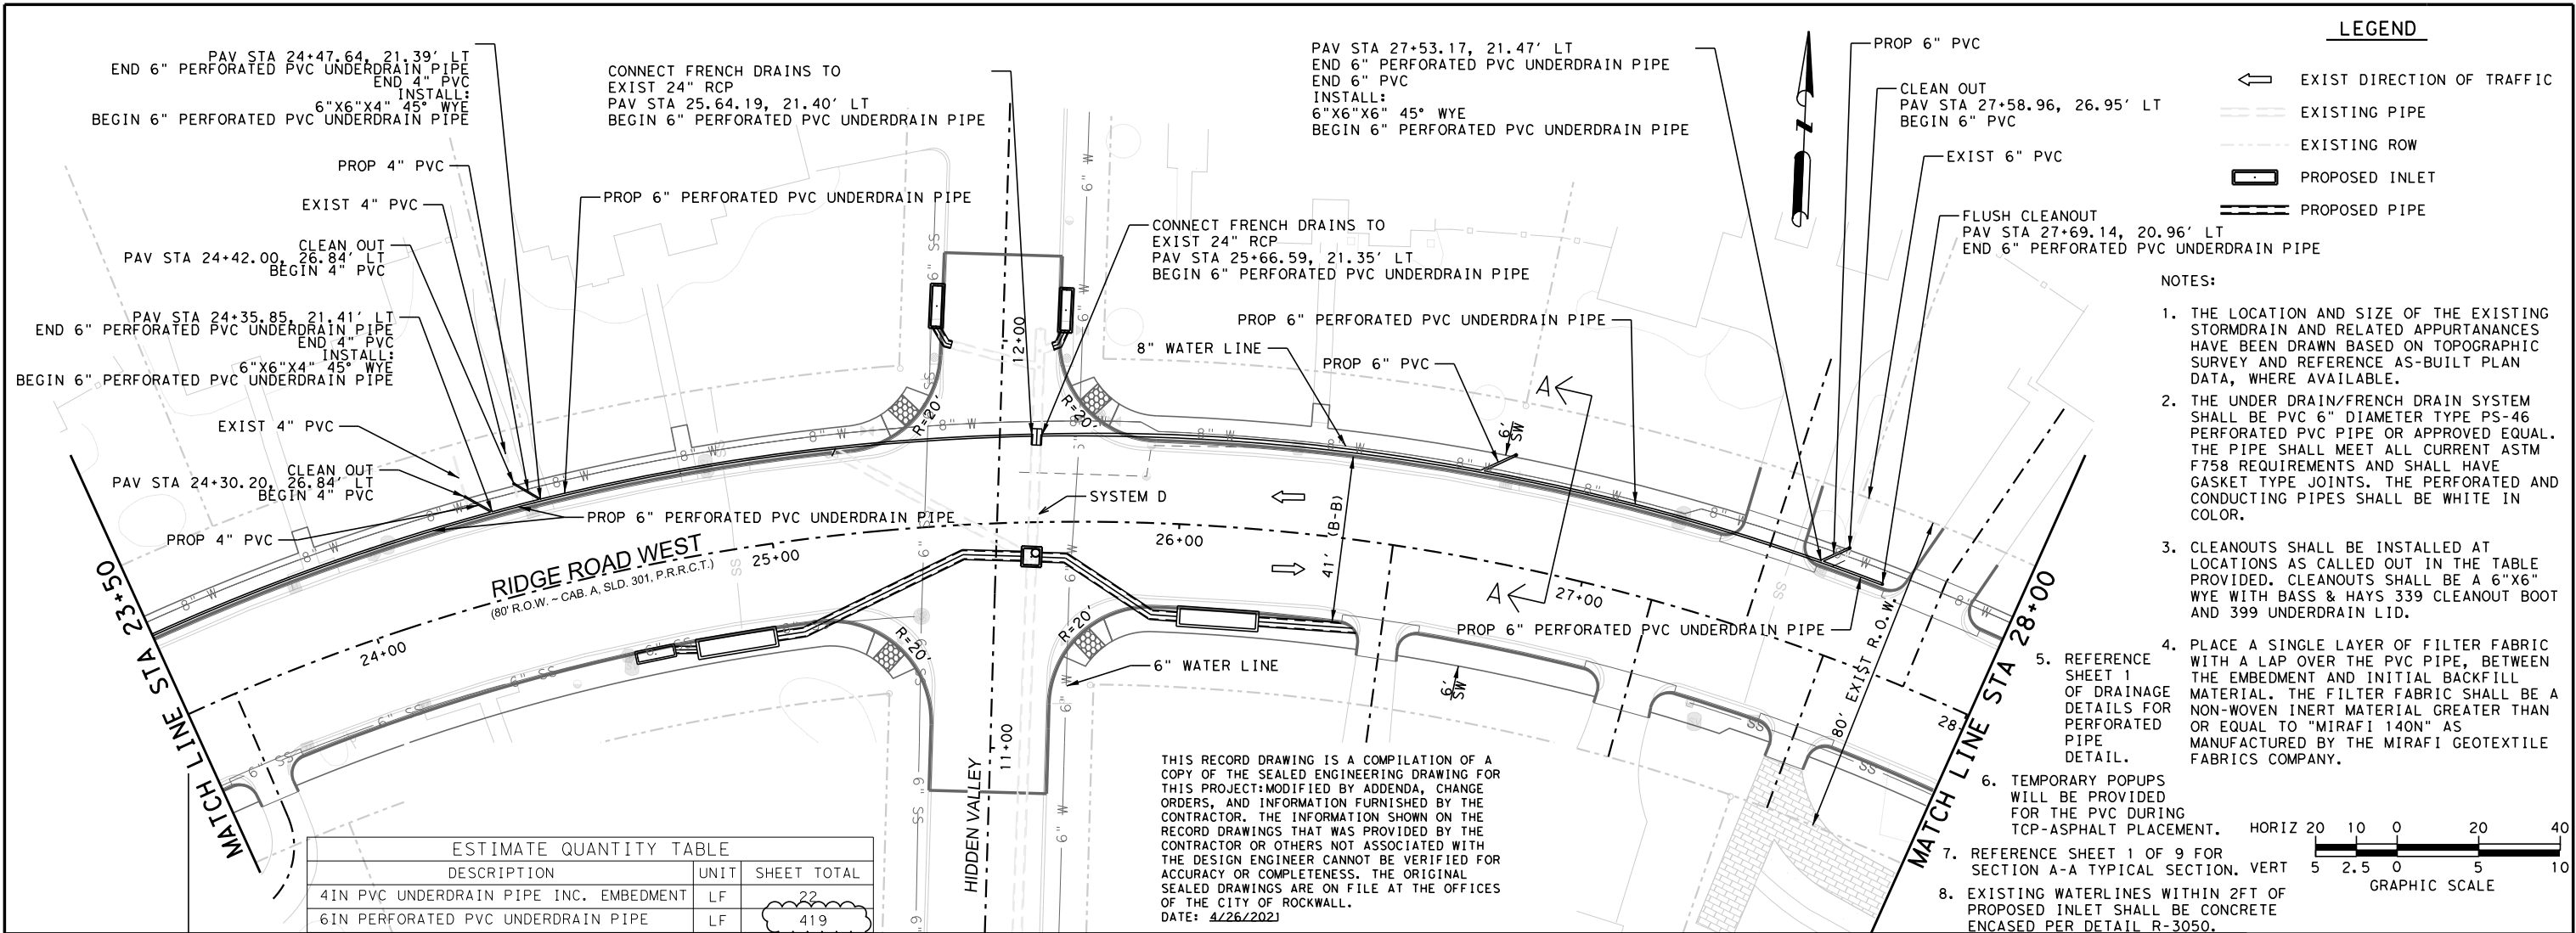 PAV STA 24+47.64, 21.39' LT
END 6" PERFORATED PVC UNDERDRAIN PIPE
END 4" PVC
INSTALL:
6"X6"X4" 45° WYE
BEGIN 6" PERFORATED PVC UNDERDRAIN PIPE
PROP 4" PVC
EXIST 4" PVC
CLEAN OUT
PAV STA 24+42.00, 26.84' LT
BEGIN 4" PVC
PAV STA 24+35.85, 21.41' LT
END 6" PERFORATED PVC UNDERDRAIN PIPE
END 4" PVC
INSTALL:
6"X6"X4" 45° WYE
BEGIN 6" PERFORATED PVC UNDERDRAIN PIPE
EXIST 4" PVC
CLEAN OUT
PAV STA 24+30.20, 26.84' LT
BEGIN 4" PVC
PROP 4" PVC
CONNECT FRENCH DRAINS TO
EXIST 24" RCP
PAV STA 25.64.19, 21.40' LT
BEGIN 6" PERFORATED PVC UNDERDRAIN PIPE
PROP 6" PERFORATED PVC UNDERDRAIN PIPE
CONNECT FRENCH DRAINS TO
EXIST 24" RCP
PAV STA 25+66.59, 21.35' LT
BEGIN 6" PERFORATED PVC UNDERDRAIN PIPE
PROP 6" PERFORATED PVC UNDERDRAIN PIPE
8" WATER LINE
PROP 6" PVC
PAV STA 27+53.17, 21.47' LT
END 6" PERFORATED PVC UNDERDRAIN PIPE
END 6" PVC
INSTALL:
6"X6"X6" 45° WYE
BEGIN 6" PERFORATED PVC UNDERDRAIN PIPE
N
PROP 6" PVC
CLEAN OUT
PAV STA 27+58.96, 26.95' LT
BEGIN 6" PVC
EXIST 6" PVC
FLUSH CLEANOUT
PAV STA 27+69.14, 20.96' LT
END 6" PERFORATED PVC UNDERDRAIN PIPE
LEGEND
EXIST DIRECTION OF TRAFFIC
EXISTING PIPE
EXISTING ROW
PROPOSED INLET
PROPOSED PIPE
NOTES:
1. THE LOCATION AND SIZE OF THE EXISTING
STORMDRAIN AND RELATED APPURTANANCES
HAVE BEEN DRAWN BASED ON TOPOGRAPHIC
SURVEY AND REFERENCE AS-BUILT PLAN
DATA, WHERE AVAILABLE.
2. THE UNDER DRAIN/FRENCH DRAIN SYSTEM
SHALL BE PVC 6" DIAMETER TYPE PS-46
PERFORATED PVC PIPE OR APPROVED EQUAL.
THE PIPE SHALL MEET ALL CURRENT ASTM
F758 REQUIREMENTS AND SHALL HAVE
GASKET TYPE JOINTS. THE PERFORATED AND
CONDUCTING PIPES SHALL BE WHITE IN
COLOR.
3. CLEANOUTS SHALL BE INSTALLED AT
LOCATIONS AS CALLED OUT IN THE TABLE
PROVIDED. CLEANOUTS SHALL BE A 6"X6"
WYE WITH BASS & HAYS 339 CLEANOUT BOOT
AND 399 UNDERDRAIN LID.
4. PLACE A SINGLE LAYER OF FILTER FABRIC
WITH A LAP OVER THE PVC PIPE, BETWEEN
THE EMBEDMENT AND INITIAL BACKFILL
MATERIAL. THE FILTER FABRIC SHALL BE A
NON-WOVEN INERT MATERIAL GREATER THAN
OR EQUAL TO "MIRAFI 140N" AS
MANUFACTURED BY THE MIRAFI GEOTEXTILE
FABRICS COMPANY.
5. REFERENCE
SHEET 1
OF DRAINAGE
DETAILS FOR
PERFORATED
PIPE
DETAIL.
6. TEMPORARY POPUPS
WILL BE PROVIDED
FOR THE PVC DURING
TCP-ASPHALT PLACEMENT.
7. REFERENCE SHEET 1 OF 9 FOR
SECTION A-A TYPICAL SECTION.
8. EXISTING WATERLINES WITHIN 2FT OF
PROPOSED INLET SHALL BE CONCRETE
ENCASED PER DETAIL R-3050.
HORIZ 20 10 0 20 40
VERT 5 2.5 0 5 10
GRAPHIC SCALE
MATCH LINE STA 23+50
RIDGE ROAD WEST
(80' R.O.W. ~ CAB. A, SLD. 301, P.R.R.C.T.)
24+00
25+00
26+00
27+00
28+
PROP 6" PERFORATED PVC UNDERDRAIN PIPE
SYSTEM D
12+00
11+00
HIDDEN VALLEY
R=20'
R=20'
R=20'
R=20'
6" WATER LINE
41' (B-B)
A
A
6'
SW
6'
SW
PROP 6" PERFORATED PVC UNDERDRAIN PIPE
80' EXIST R.O.W.
MATCH LINE STA 28+00
8" W
8" W
8" W
8" W
8" W
8" W
8" W
8" W
8" W
8" W
8" W
6" SS
6" SS
6" SS
6" W
6" W
SS
SS
THIS RECORD DRAWING IS A COMPILATION OF A
COPY OF THE SEALED ENGINEERING DRAWING FOR
THIS PROJECT:MODIFIED BY ADDENDA, CHANGE
ORDERS, AND INFORMATION FURNISHED BY THE
CONTRACTOR. THE INFORMATION SHOWN ON THE
RECORD DRAWINGS THAT WAS PROVIDED BY THE
CONTRACTOR OR OTHERS NOT ASSOCIATED WITH
THE DESIGN ENGINEER CANNOT BE VERIFIED FOR
ACCURACY OR COMPLETENESS. THE ORIGINAL
SEALED DRAWINGS ARE ON FILE AT THE OFFICES
OF THE CITY OF ROCKWALL.
DATE: 4/26/2021
ESTIMATE QUANTITY TABLE
DESCRIPTION UNIT SHEET TOTAL
4IN PVC UNDERDRAIN PIPE INC. EMBEDMENT LF 22
6IN PERFORATED PVC UNDERDRAIN PIPE LF 419